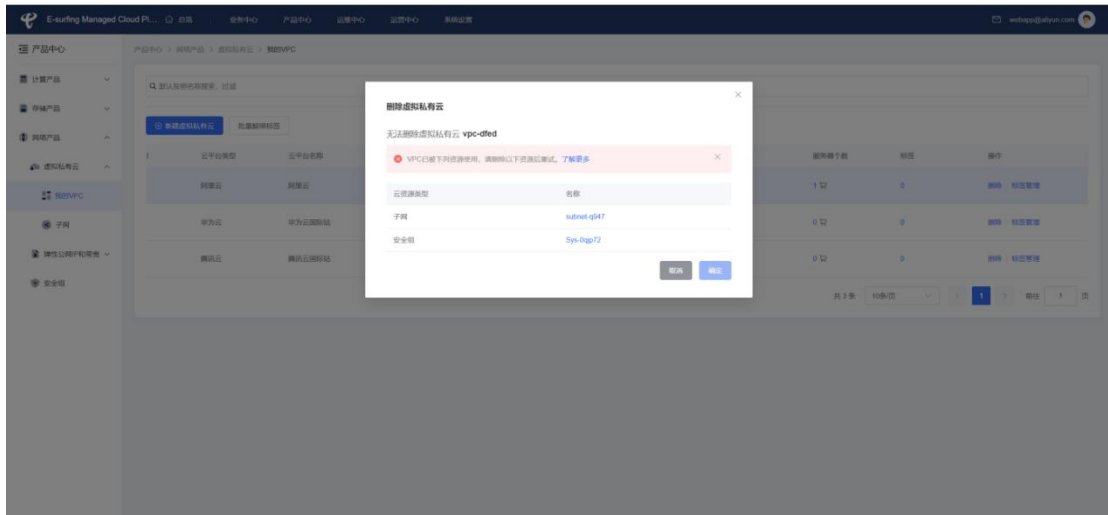 E-surfing Managed Cloud Pl... 总览 业务中心 产品中心 运维中心 运营中心 系统设置 webapp@aliyun.com
产品中心
产品中心 > 网络产品 > 虚拟私有云 > 我的VPC
计算产品
存储产品
网络产品
虚拟私有云
我的VPC
子网
弹性公网IP和带宽
安全组
默认按照名称搜索、过滤
新建虚拟私有云 批量解绑标签
云平台类型 云平台名称 服务器个数 标签 操作
阿里云 阿里云 1 0 删除 标签管理
华为云 华为云国际站 0 0 删除 标签管理
腾讯云 腾讯云国际站 0 0 删除 标签管理
共 3 条 10条/页 1 前往 1 页
删除虚拟私有云
无法删除虚拟私有云 vpc-dfed
VPC已被下列资源使用，请删除以下资源后重试。了解更多
云资源类型 名称
子网 subnet-q947
安全组 Sys-0qjp72
取消 确定